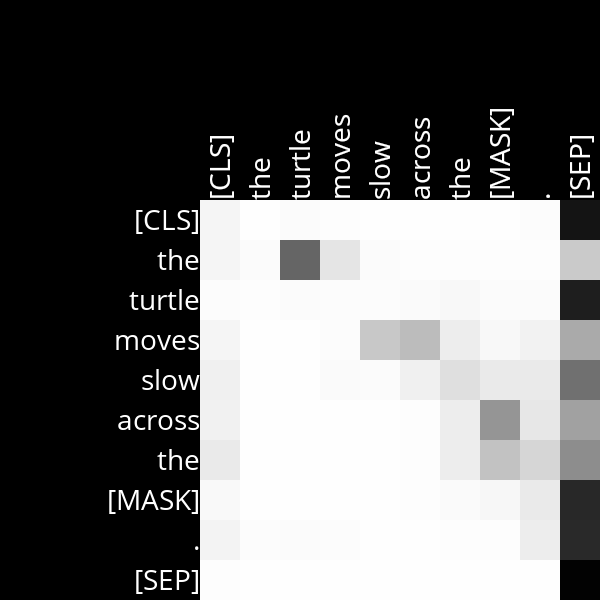 [CLS] the turtle moves slow across the [MASK] . [SEP]
[CLS]
the
turtle
moves
slow
across
the
[MASK]
.
[SEP]